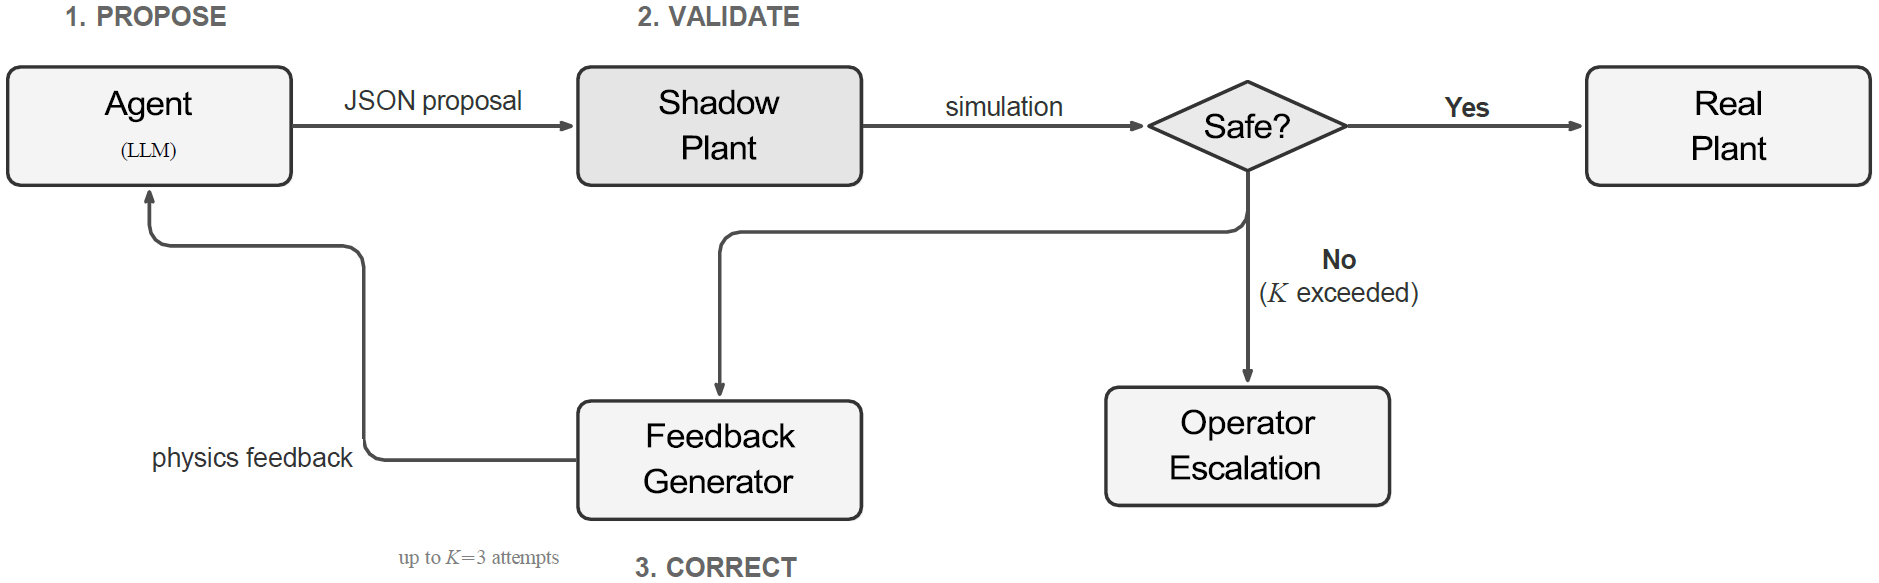 1. PROPOSE
2. VALIDATE
Agent
(LLM)
JSON proposal
Shadow
Plant
simulation
Safe?
Yes
Real
Plant
No
(K exceeded)
physics feedback
Feedback
Generator
Operator
Escalation
up to K=3 attempts
3. CORRECT